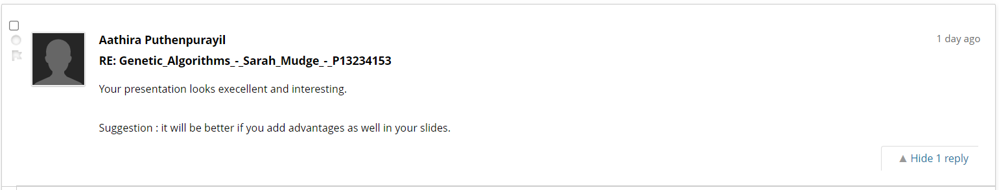 Aathira Puthenpurayil
1 day ago
RE: Genetic_Algorithms_-_Sarah_Mudge_-_P13234153
Your presentation looks execellent and interesting.
Suggestion : it will be better if you add advantages as well in your slides.
Hide 1 reply